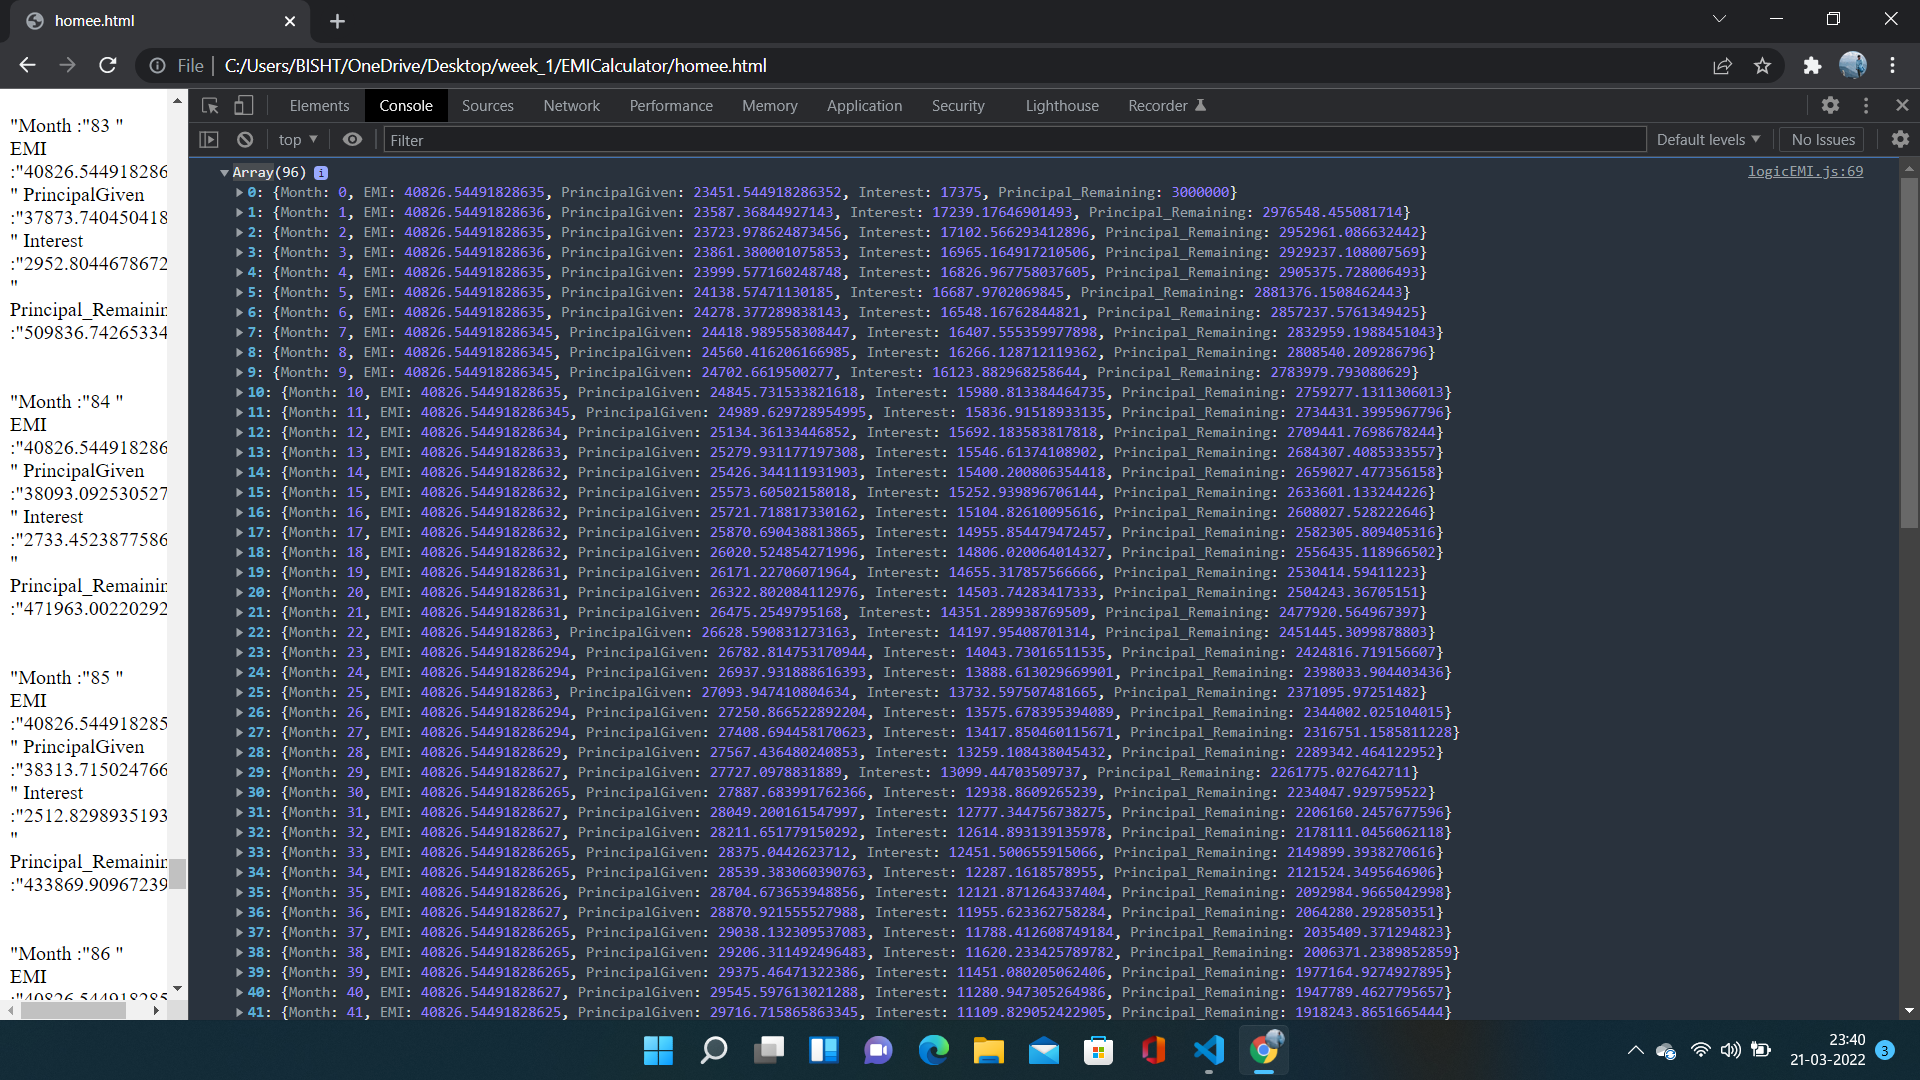 homee.html
File | C:/Users/BISHT/OneDrive/Desktop/week_1/EMICalculator/homee.html
"Month :"83 "
EMI
:"40826.544918286
" PrincipalGiven
:"37873.740450418
" Interest
:"2952.8044678672
"
Principal_Remainin
:"509836.74265334
"Month :"84 "
EMI
:"40826.544918286
" PrincipalGiven
:"38093.092530527
" Interest
:"2733.4523877586
"
Principal_Remainin
:"471963.00220292
"Month :"85 "
EMI
:"40826.544918285
" PrincipalGiven
:"38313.715024766
" Interest
:"2512.8298935193
"
Principal_Remainin
:"433869.90967239
"Month :"86 "
EMI
:"40826.544918285
Elements Console Sources Network Performance Memory Application Security Lighthouse Recorder
top Filter Default levels No Issues
Array(96) logicEMI.js:69
0: {Month: 0, EMI: 40826.54491828635, PrincipalGiven: 23451.544918286352, Interest: 17375, Principal_Remaining: 3000000}
1: {Month: 1, EMI: 40826.54491828636, PrincipalGiven: 23587.36844927143, Interest: 17239.17646901493, Principal_Remaining: 2976548.455081714}
2: {Month: 2, EMI: 40826.54491828635, PrincipalGiven: 23723.978624873456, Interest: 17102.566293412896, Principal_Remaining: 2952961.086632442}
3: {Month: 3, EMI: 40826.54491828636, PrincipalGiven: 23861.380001075853, Interest: 16965.164917210506, Principal_Remaining: 2929237.108007569}
4: {Month: 4, EMI: 40826.54491828635, PrincipalGiven: 23999.577160248748, Interest: 16826.967758037605, Principal_Remaining: 2905375.728006493}
5: {Month: 5, EMI: 40826.54491828635, PrincipalGiven: 24138.57471130185, Interest: 16687.9702069845, Principal_Remaining: 2881376.1508462443}
6: {Month: 6, EMI: 40826.54491828635, PrincipalGiven: 24278.377289838143, Interest: 16548.16762844821, Principal_Remaining: 2857237.5761349425}
7: {Month: 7, EMI: 40826.544918286345, PrincipalGiven: 24418.989558308447, Interest: 16407.555359977898, Principal_Remaining: 2832959.1988451043}
8: {Month: 8, EMI: 40826.544918286345, PrincipalGiven: 24560.416206166985, Interest: 16266.128712119362, Principal_Remaining: 2808540.209286796}
9: {Month: 9, EMI: 40826.544918286345, PrincipalGiven: 24702.6619500277, Interest: 16123.882968258644, Principal_Remaining: 2783979.793080629}
10: {Month: 10, EMI: 40826.54491828635, PrincipalGiven: 24845.731533821618, Interest: 15980.813384464735, Principal_Remaining: 2759277.1311306013}
11: {Month: 11, EMI: 40826.544918286345, PrincipalGiven: 24989.629728954995, Interest: 15836.91518933135, Principal_Remaining: 2734431.3995967796}
12: {Month: 12, EMI: 40826.54491828634, PrincipalGiven: 25134.36133446852, Interest: 15692.183583817818, Principal_Remaining: 2709441.7698678244}
13: {Month: 13, EMI: 40826.54491828633, PrincipalGiven: 25279.931177197308, Interest: 15546.61374108902, Principal_Remaining: 2684307.4085333557}
14: {Month: 14, EMI: 40826.54491828632, PrincipalGiven: 25426.344111931903, Interest: 15400.200806354418, Principal_Remaining: 2659027.477356158}
15: {Month: 15, EMI: 40826.54491828632, PrincipalGiven: 25573.60502158018, Interest: 15252.939896706144, Principal_Remaining: 2633601.133244226}
16: {Month: 16, EMI: 40826.54491828632, PrincipalGiven: 25721.718817330162, Interest: 15104.82610095616, Principal_Remaining: 2608027.528222646}
17: {Month: 17, EMI: 40826.54491828632, PrincipalGiven: 25870.690438813865, Interest: 14955.854479472457, Principal_Remaining: 2582305.809405316}
18: {Month: 18, EMI: 40826.54491828632, PrincipalGiven: 26020.524854271996, Interest: 14806.020064014327, Principal_Remaining: 2556435.118966502}
19: {Month: 19, EMI: 40826.54491828631, PrincipalGiven: 26171.22706071964, Interest: 14655.317857566666, Principal_Remaining: 2530414.59411223}
20: {Month: 20, EMI: 40826.54491828631, PrincipalGiven: 26322.802084112976, Interest: 14503.74283417333, Principal_Remaining: 2504243.36705151}
21: {Month: 21, EMI: 40826.54491828631, PrincipalGiven: 26475.2549795168, Interest: 14351.289938769509, Principal_Remaining: 2477920.564967397}
22: {Month: 22, EMI: 40826.5449182863, PrincipalGiven: 26628.590831273163, Interest: 14197.95408701314, Principal_Remaining: 2451445.3099878803}
23: {Month: 23, EMI: 40826.544918286294, PrincipalGiven: 26782.814753170944, Interest: 14043.73016511535, Principal_Remaining: 2424816.719156607}
24: {Month: 24, EMI: 40826.544918286294, PrincipalGiven: 26937.931888616393, Interest: 13888.613029669901, Principal_Remaining: 2398033.904403436}
25: {Month: 25, EMI: 40826.5449182863, PrincipalGiven: 27093.947410804634, Interest: 13732.597507481665, Principal_Remaining: 2371095.97251482}
26: {Month: 26, EMI: 40826.544918286294, PrincipalGiven: 27250.866522892204, Interest: 13575.678395394089, Principal_Remaining: 2344002.025104015}
27: {Month: 27, EMI: 40826.544918286294, PrincipalGiven: 27408.694458170623, Interest: 13417.850460115671, Principal_Remaining: 2316751.1585811228}
28: {Month: 28, EMI: 40826.54491828629, PrincipalGiven: 27567.436480240853, Interest: 13259.108438045432, Principal_Remaining: 2289342.464122952}
29: {Month: 29, EMI: 40826.54491828627, PrincipalGiven: 27727.0978831889, Interest: 13099.44703509737, Principal_Remaining: 2261775.027642711}
30: {Month: 30, EMI: 40826.544918286265, PrincipalGiven: 27887.683991762366, Interest: 12938.8609265239, Principal_Remaining: 2234047.929759522}
31: {Month: 31, EMI: 40826.54491828627, PrincipalGiven: 28049.200161547997, Interest: 12777.344756738275, Principal_Remaining: 2206160.2457677596}
32: {Month: 32, EMI: 40826.54491828627, PrincipalGiven: 28211.651779150292, Interest: 12614.893139135978, Principal_Remaining: 2178111.0456062118}
33: {Month: 33, EMI: 40826.544918286265, PrincipalGiven: 28375.0442623712, Interest: 12451.500655915066, Principal_Remaining: 2149899.3938270616}
34: {Month: 34, EMI: 40826.544918286265, PrincipalGiven: 28539.383060390763, Interest: 12287.1618578955, Principal_Remaining: 2121524.3495646906}
35: {Month: 35, EMI: 40826.54491828626, PrincipalGiven: 28704.673653948856, Interest: 12121.871264337404, Principal_Remaining: 2092984.9665042998}
36: {Month: 36, EMI: 40826.54491828627, PrincipalGiven: 28870.921555527988, Interest: 11955.623362758284, Principal_Remaining: 2064280.292850351}
37: {Month: 37, EMI: 40826.544918286265, PrincipalGiven: 29038.132309537083, Interest: 11788.412608749184, Principal_Remaining: 2035409.371294823}
38: {Month: 38, EMI: 40826.544918286265, PrincipalGiven: 29206.311492496483, Interest: 11620.233425789782, Principal_Remaining: 2006371.2389852859}
39: {Month: 39, EMI: 40826.544918286265, PrincipalGiven: 29375.46471322386, Interest: 11451.080205062406, Principal_Remaining: 1977164.9274927895}
40: {Month: 40, EMI: 40826.54491828627, PrincipalGiven: 29545.597613021288, Interest: 11280.947305264986, Principal_Remaining: 1947789.4627795657}
41: {Month: 41, EMI: 40826.54491828625, PrincipalGiven: 29716.715865863345, Interest: 11109.829052422905, Principal_Remaining: 1918243.8651665444}
23:40
21-03-2022
3